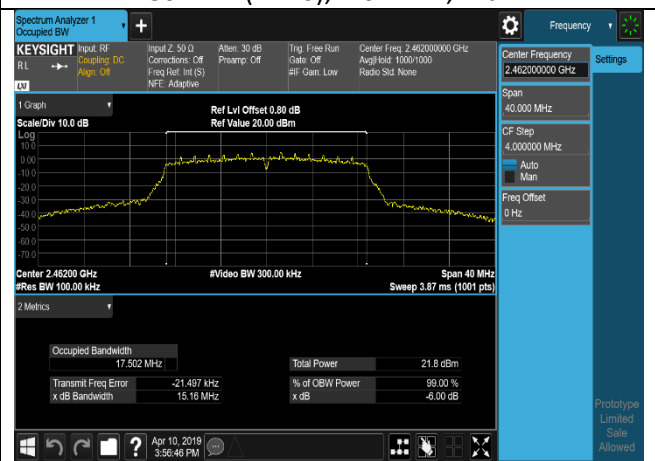 Spectrum Analyzer 1
Occupied BW
Frequency
KEYSIGHT
Input: RF
Input Z: 50 Ω
Atten: 30 dB
Trig: Free Run
Center Freq: 2.462000000 GHz
RL
Coupling: DC
Corrections: Off
Preamp: Off
Gate: Off
Avg|Hold: 1000/1000
Align: Off
Freq Ref: Int (S)
#IF Gain: Low
Radio Std: None
NFE: Adaptive
Center Frequency
2.462000000 GHz
Settings
Span
40.000 MHz
CF Step
4.000000 MHz
Auto
Man
Freq Offset
0 Hz
1 Graph
Ref Lvl Offset 0.80 dB
Scale/Div 10.0 dB
Ref Value 20.00 dBm
Log
10.0
0.00
-10.0
-20.0
-30.0
-40.0
-50.0
-60.0
-70.0
Center 2.46200 GHz
#Video BW 300.00 kHz
Span 40 MHz
#Res BW 100.00 kHz
Sweep 3.87 ms (1001 pts)
2 Metrics
Occupied Bandwidth
17.502 MHz
Total Power
21.8 dBm
Transmit Freq Error
-21.497 kHz
% of OBW Power
99.00 %
x dB Bandwidth
15.16 MHz
x dB
-6.00 dB
Prototype
Limited
Sale
Allowed
?
Apr 10, 2019
3:56:46 PM